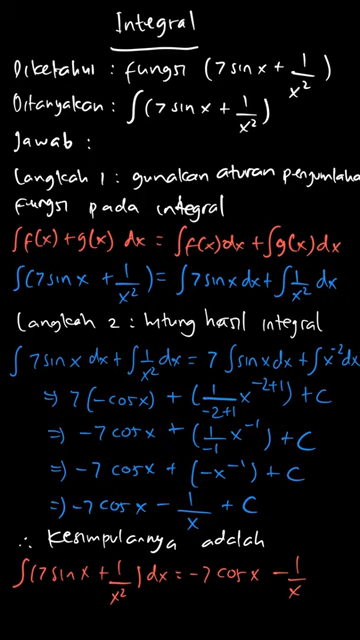 Integral
Diketahui : fungsi (7 sin x + 1/x²)
Ditanyakan : ∫(7 sin x + 1/x²)
Jawab :
Langkah 1 : gunakan aturan penjumlaha
fungsi pada integral
∫f(x) + g(x) dx = ∫f(x)dx + ∫g(x)dx
∫(7 sin x + 1/x²) = ∫7 sin x dx + ∫1/x² dx
Langkah 2 : hitung hasil integral
∫7 sin x dx + ∫1/x² dx = 7 ∫sin x dx + ∫x⁻² dx
⇒ 7(-cos x) + (1/-2+1 x⁻²⁺¹) + C
⇒ -7 cos x + (1/-1 x⁻¹) + C
⇒ -7 cos x + (-x⁻¹) + C
⇒ -7 cos x - 1/x + C
∴ Kesimpulannya adalah
∫(7 sin x + 1/x²) dx = -7 cos x - 1/x